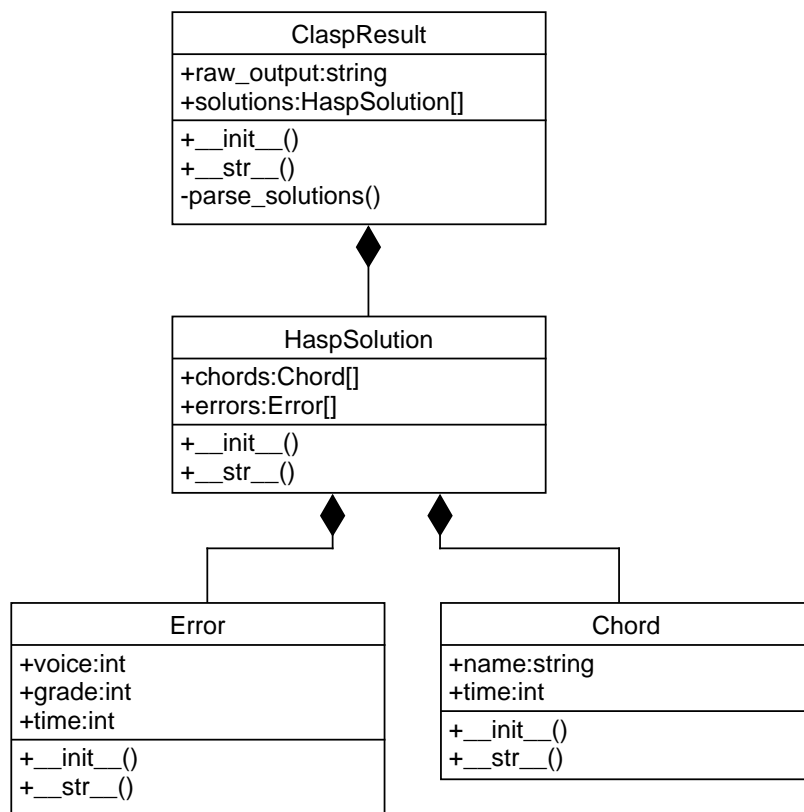 ClaspResult
+raw_output:string
+solutions:HaspSolution[]
+__init__()
+__str__()
-parse_solutions()
HaspSolution
+chords:Chord[]
+errors:Error[]
+__init__()
+__str__()
Error
+voice:int
+grade:int
+time:int
+__init__()
+__str__()
Chord
+name:string
+time:int
+__init__()
+__str__()